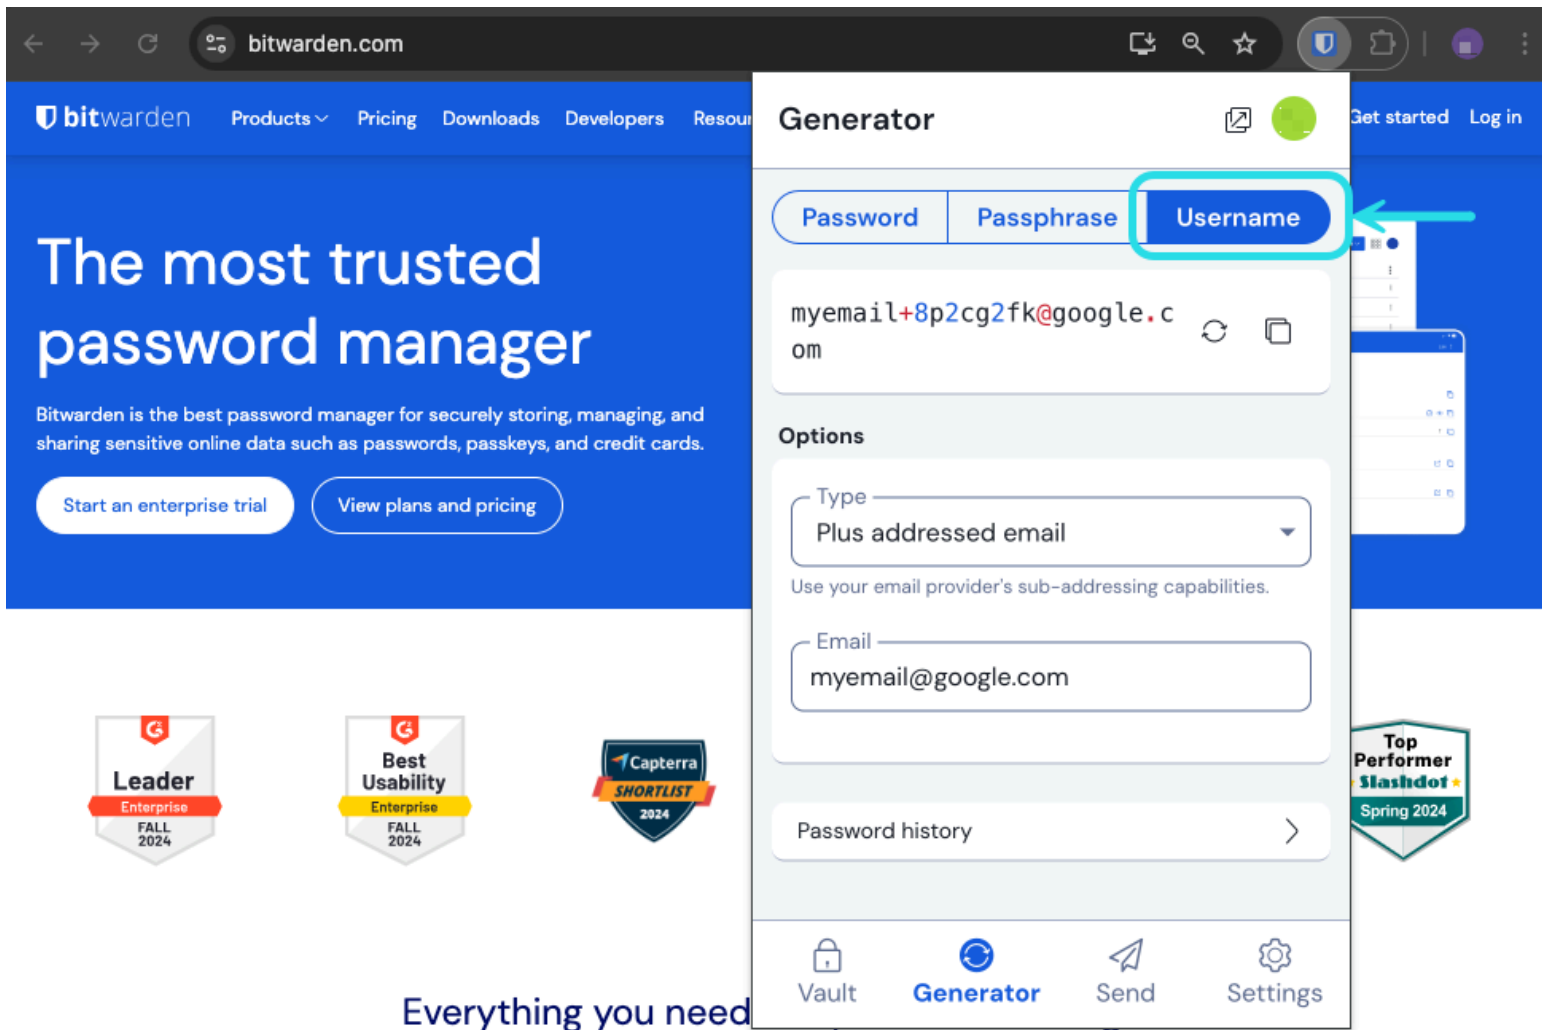 bitwarden.com
bitwarden Products Pricing Downloads Developers Resour
Get started Log in
The most trusted
password manager
Bitwarden is the best password manager for securely storing, managing, and
sharing sensitive online data such as passwords, passkeys, and credit cards.
Start an enterprise trial View plans and pricing
Generator
Password Passphrase Username
myemail+8p2cg2fk@google.c
om
Options
Type
Plus addressed email
Use your email provider's sub-addressing capabilities.
Email
myemail@google.com
Password history
Vault Generator Send Settings
Leader
Enterprise
FALL
2024
Best
Usability
Enterprise
FALL
2024
Capterra
SHORTLIST
2024
Top
Performer
Slashdot
Spring 2024
Everything you need